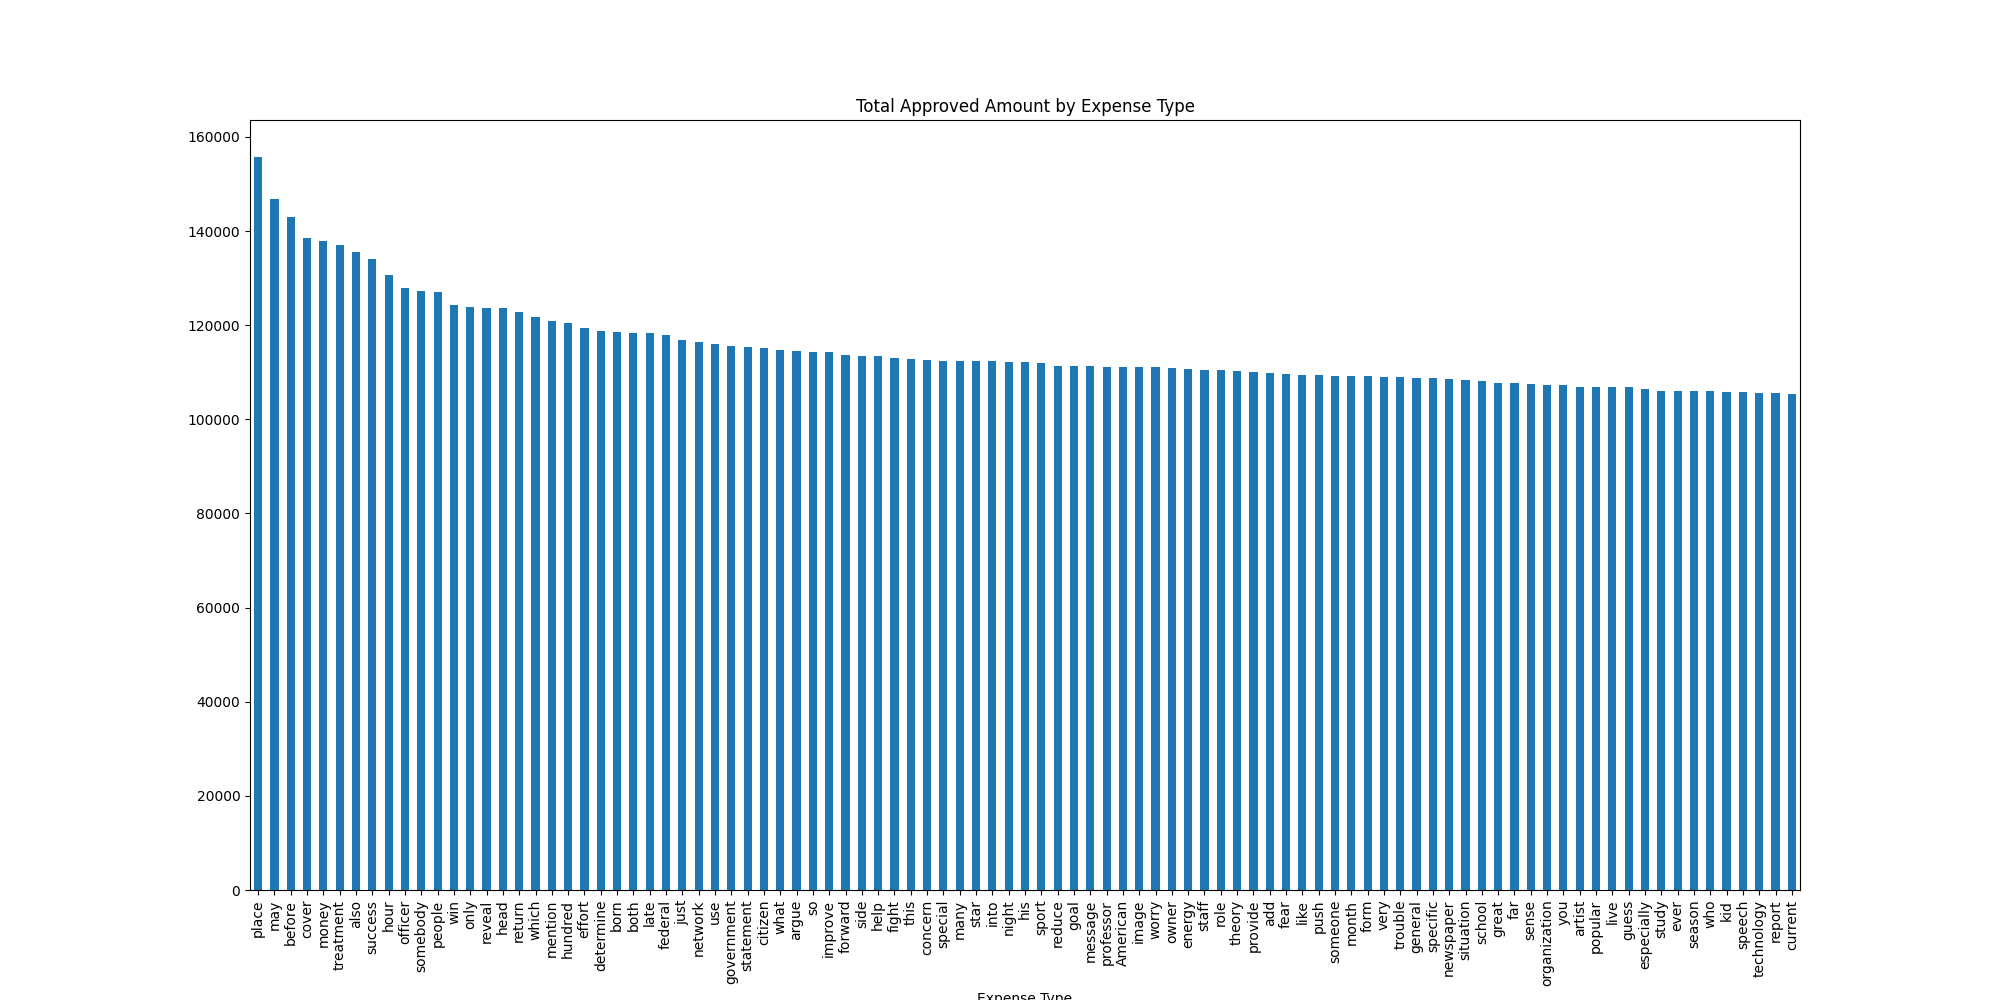 Total Approved Amount by Expense Type
160000
140000
120000
100000
80000
60000
40000
20000
0
place
may
before
cover
money
treatment
also
success
hour
officer
somebody
people
win
only
reveal
head
return
which
mention
hundred
effort
determine
born
both
late
federal
just
network
use
government
statement
citizen
what
argue
so
improve
forward
side
help
fight
this
concern
special
many
star
into
night
his
sport
reduce
goal
message
professor
American
image
worry
owner
energy
staff
role
theory
provide
add
fear
like
push
someone
month
form
very
trouble
general
specific
newspaper
situation
school
great
far
sense
organization
you
artist
popular
live
guess
especially
study
ever
season
who
kid
speech
technology
report
current
Expense Type